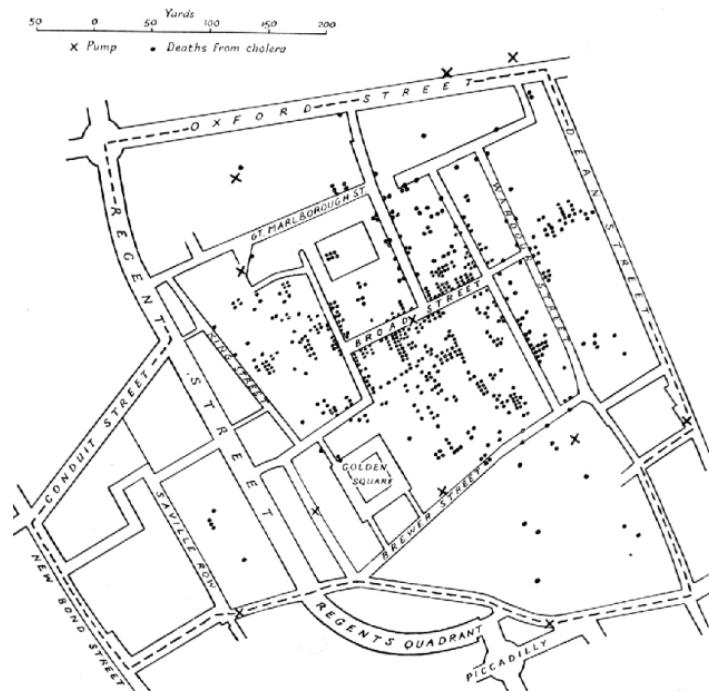 Yards
50 0 50 100 150 200
x Pump • Deaths from cholera
OXFORD STREET
REGENT STREET
GT. MARLBOROUGH ST.
DEAN STREET
WARDOUR STREET
BROAD STREET
KING STREET
CONDUIT STREET
GOLDEN
SQUARE
BREWER STREET
SAVILLE ROW
NEW BOND STREET
REGENTS QUADRANT
PICCADILLY